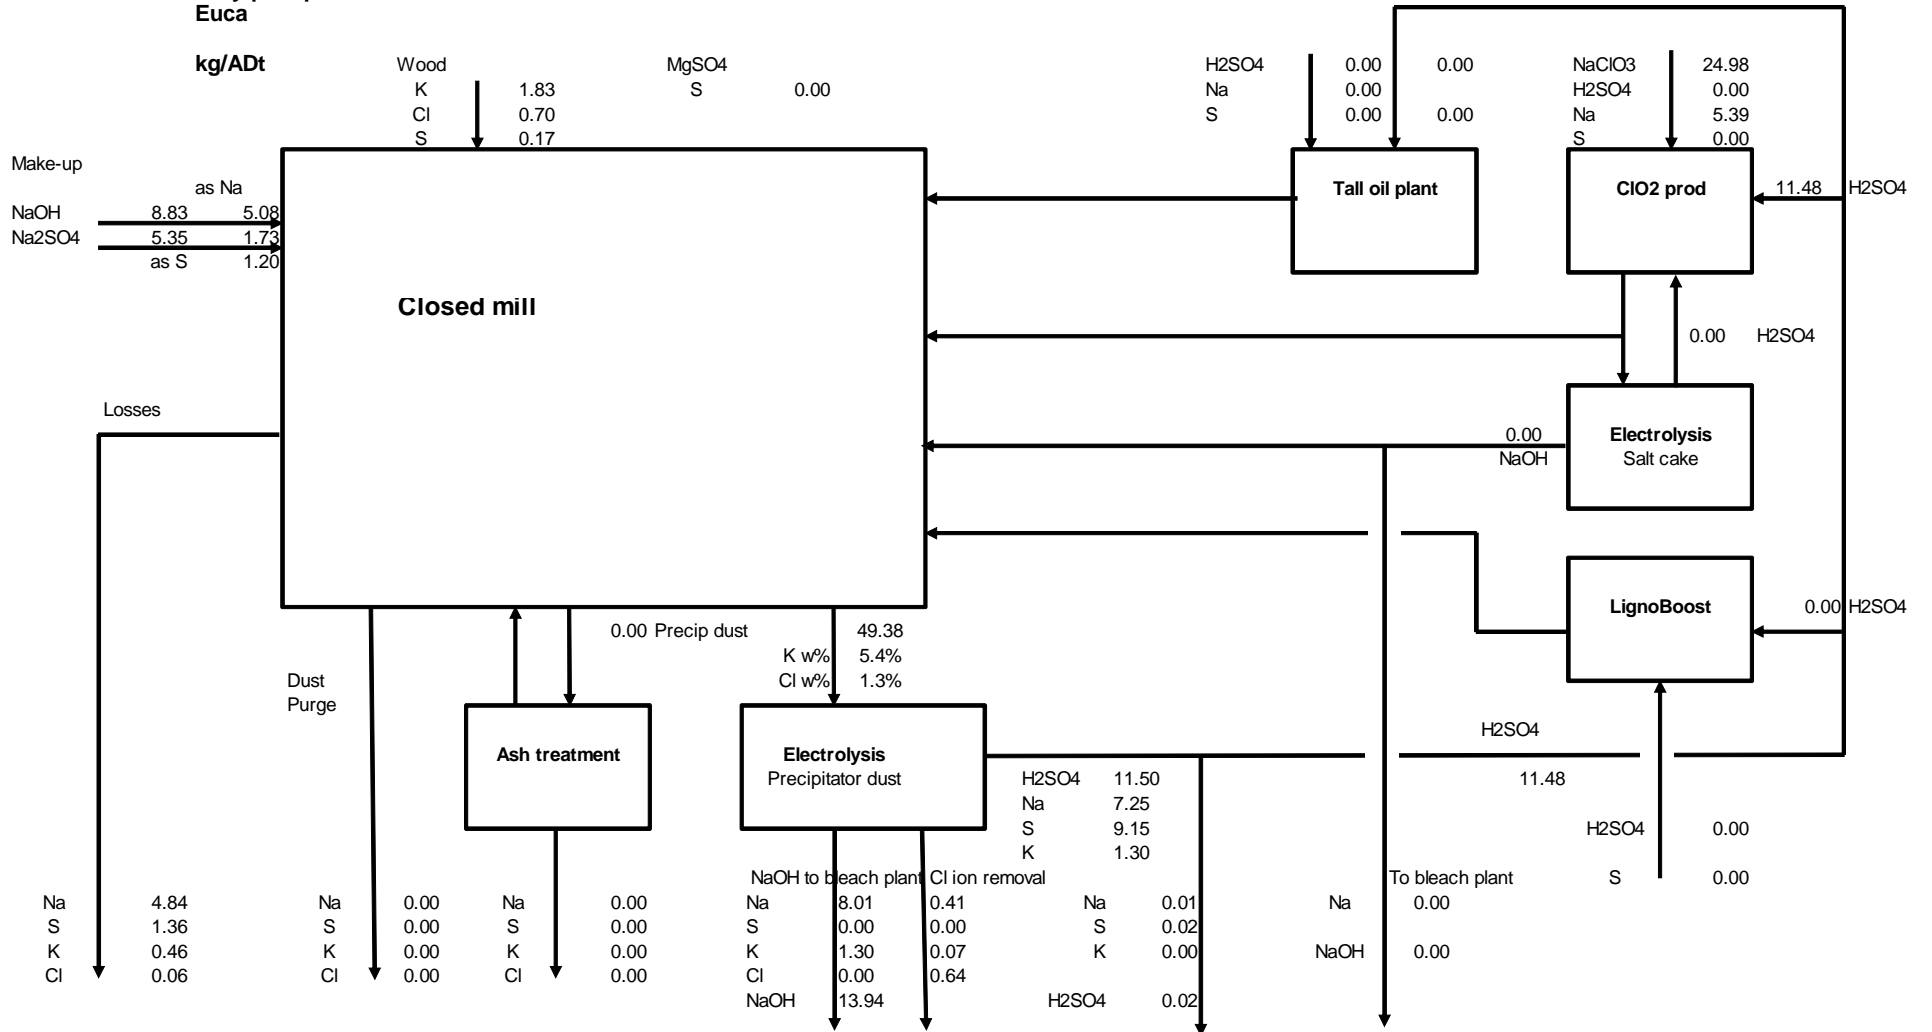 Euca
kg/ADt
Wood
K 1.83
Cl 0.70
S 0.17
MgSO4
S 0.00
H2SO4 0.00 0.00
Na 0.00
S 0.00 0.00
NaClO3 24.98
H2SO4 0.00
Na 5.39
S 0.00
Make-up
as Na
NaOH 8.83 5.08
Na2SO4 5.35 1.73
as S 1.20
Closed mill
Tall oil plant
ClO2 prod
11.48 H2SO4
0.00 H2SO4
Losses
0.00
NaOH
Electrolysis
Salt cake
LignoBoost
0.00 H2SO4
0.00 Precip dust 49.38
K w% 5.4%
Cl w% 1.3%
Dust
Purge
Ash treatment
Electrolysis
Precipitator dust
H2SO4
11.48
H2SO4 11.50
Na 7.25
S 9.15
K 1.30
H2SO4 0.00
S 0.00
NaOH to bleach plant Cl ion removal
To bleach plant
Na 4.84
S 1.36
K 0.46
Cl 0.06
Na 0.00
S 0.00
K 0.00
Cl 0.00
Na 0.00
S 0.00
K 0.00
Cl 0.00
Na 8.01 0.41
S 0.00 0.00
K 1.30 0.07
Cl 0.00 0.64
NaOH 13.94
Na 0.01
S 0.02
K 0.00
H2SO4 0.02
Na 0.00
NaOH 0.00